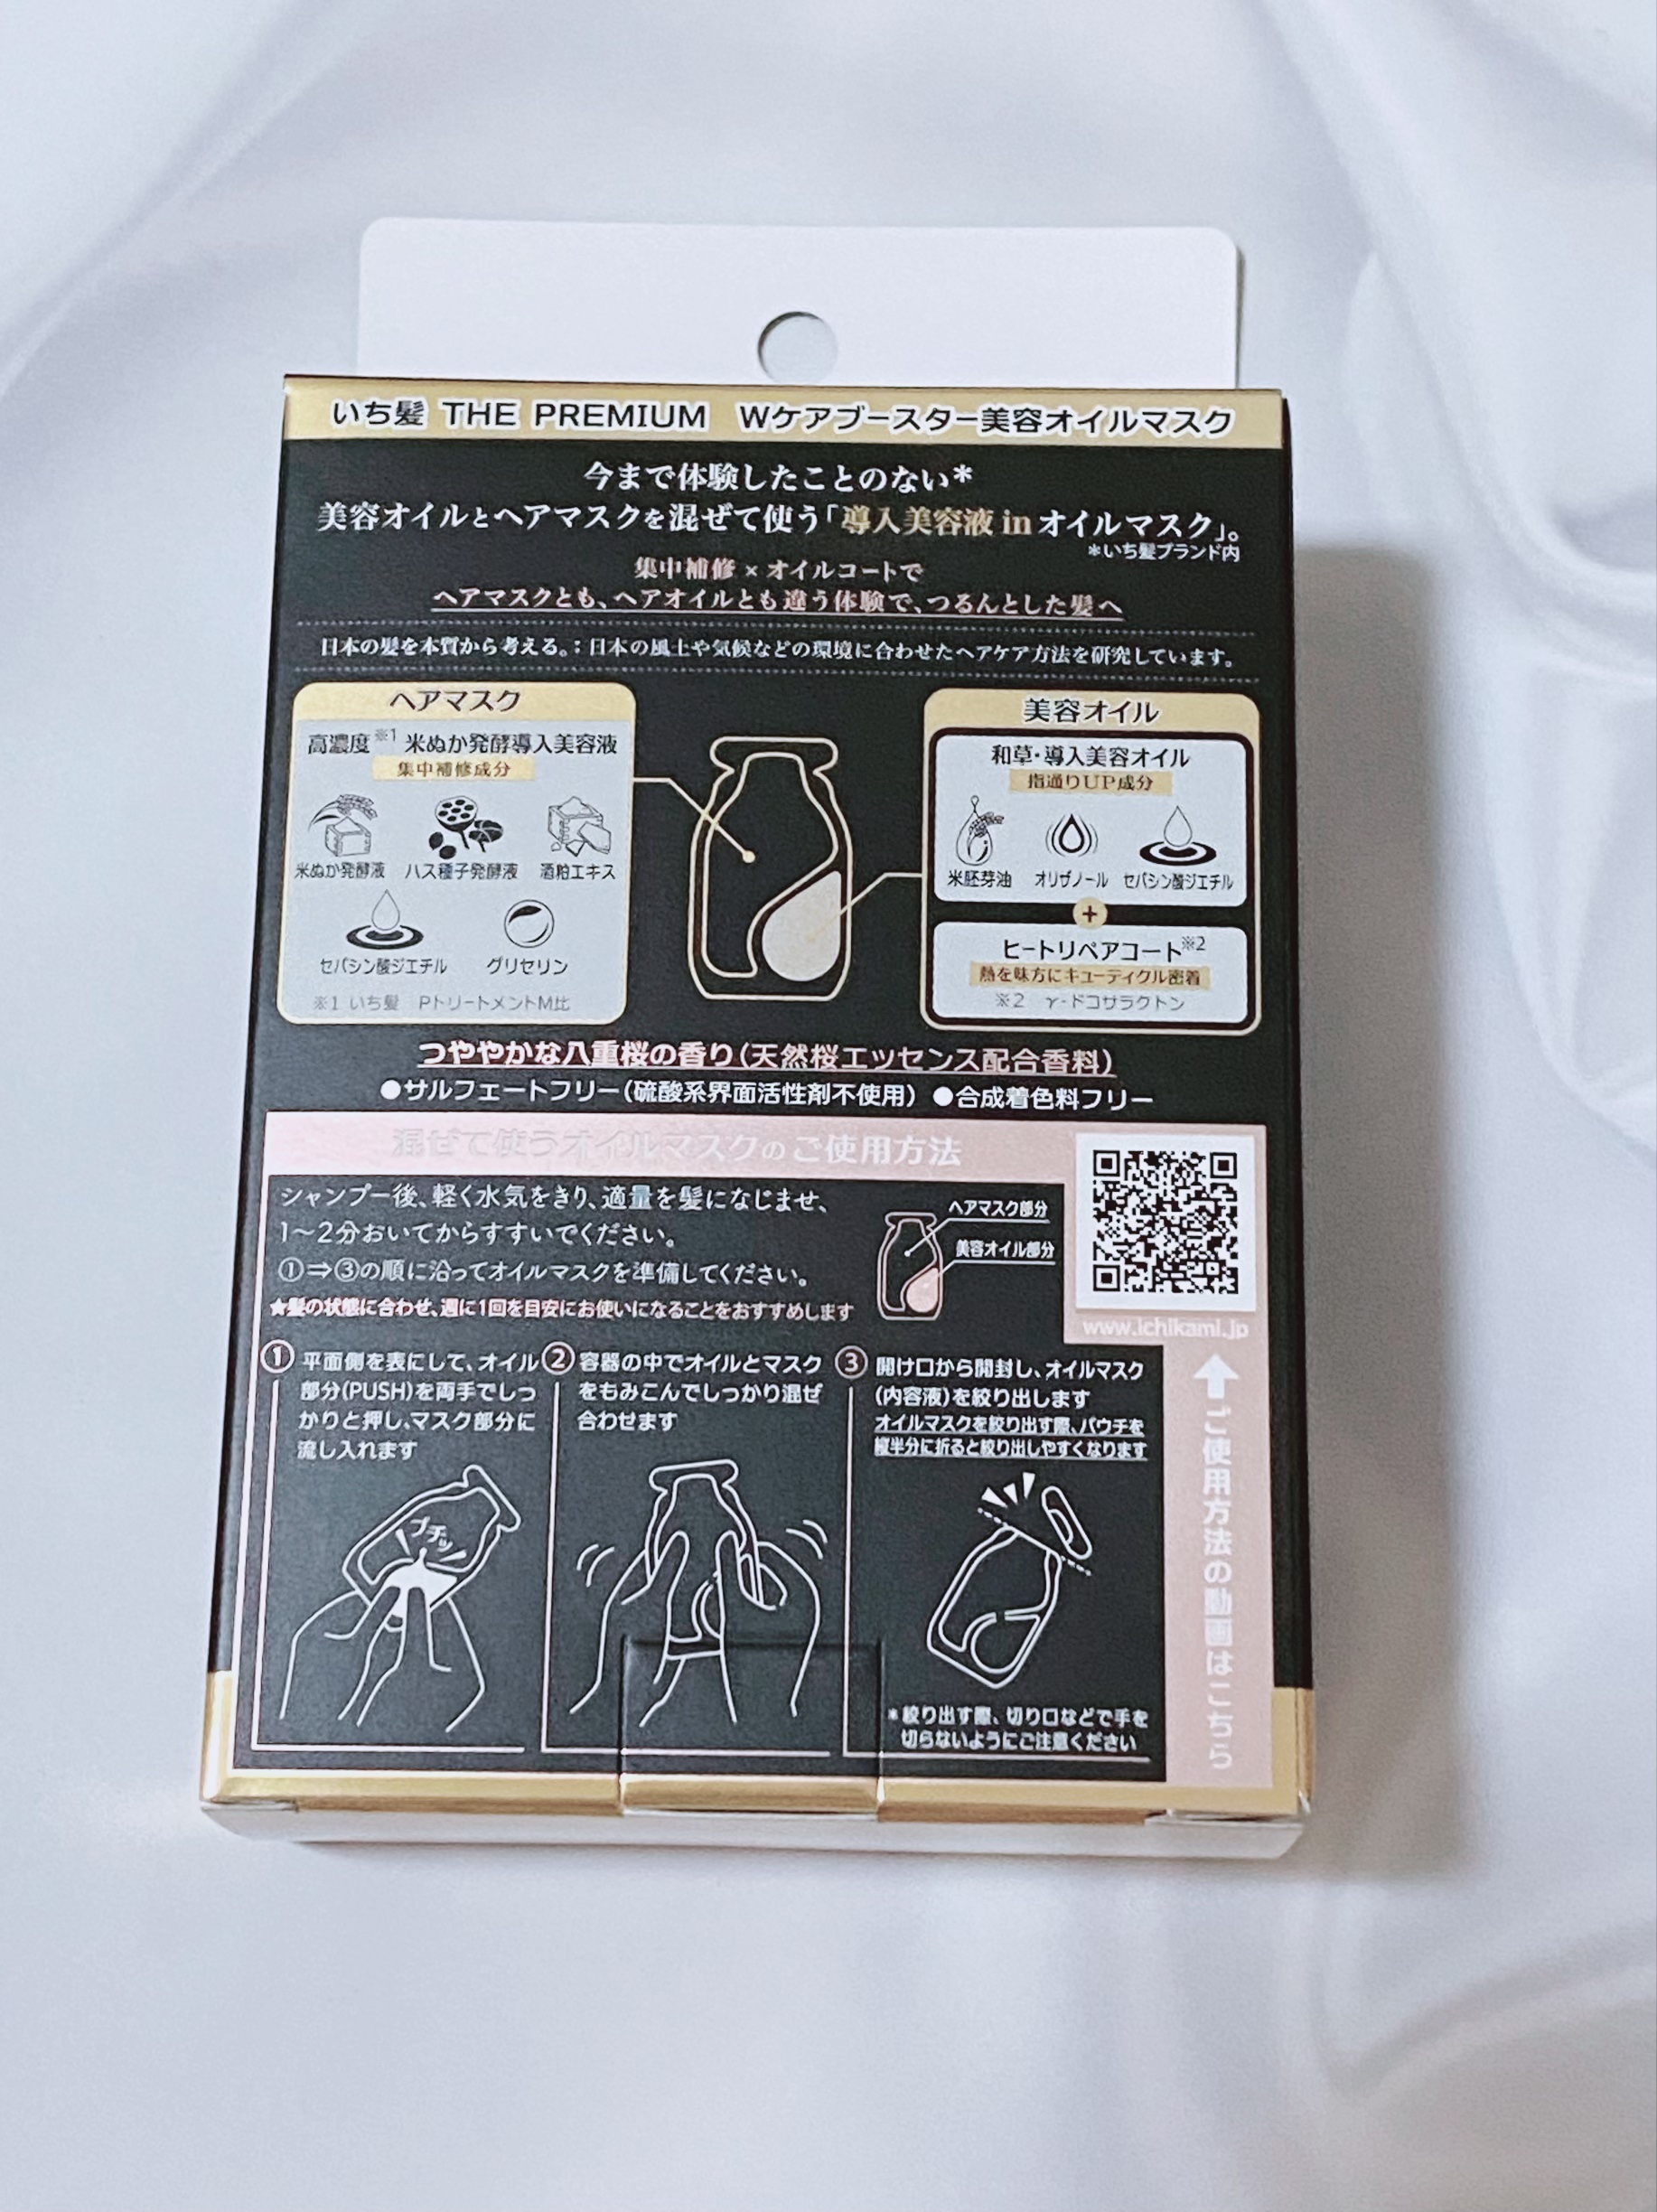 いち髪 THE PREMIUM Wケアブースター美容オイルマスク
今まで体験したことのない*
美容オイルとヘアマスクを混ぜて使う「導入美容液inオイルマスク」。
*いち髪ブランド内
集中補修×オイルコートで
ヘアマスクとも、ヘアオイルとも違う体験で、つるんとした髪へ
日本の髪を本質から考える。:日本の風土や気候などの環境に合わせたヘアケア方法を研究しています。
ヘアマスク
高濃度※1 米ぬか発酵導入美容液
集中補修成分
米ぬか発酵液 ハス種子発酵液 酒粕エキス
セバシン酸ジエチル グリセリン
※1 いち髪 PトリートメントM比
美容オイル
和草・導入美容オイル
指通りUP成分
米胚芽油 オリザノール セバシン酸ジエチル
+
ヒートリペアコート※2
熱を味方にキューティクル密着
※2 γ-ドコサラクトン
つややかな八重桜の香り(天然桜エッセンス配合香料)
●サルフェートフリー(硫酸系界面活性剤不使用) ●合成着色料フリー
混ぜて使うオイルマスクのご使用方法
シャンプー後、軽く水気をきり、適量を髪になじませ、
1~2分おいてからすすいでください。
①⇒③の順に沿ってオイルマスクを準備してください。
★髪の状態に合わせ、週に1回を目安にお使いになることをおすすめします
ヘアマスク部分
美容オイル部分
www.ichikami.jp
↑ご使用方法の動画はこちら
① 平面側を表にして、オイル
部分(PUSH)を両手でしっ
かりと押し、マスク部分に
流し入れます
プチッ
② 容器の中でオイルとマスク
をもみこんでしっかり混ぜ
合わせます
③ 開け口から開封し、オイルマスク
(内容液)を絞り出します
オイルマスクを絞り出す際、パウチを
縦半分に折ると絞り出しやすくなります
*絞り出す際、切り口などで手を
切らないようにご注意ください